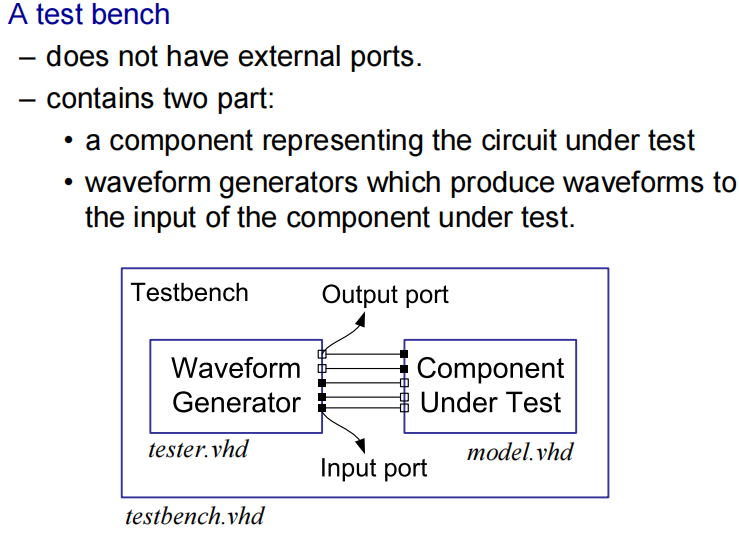 A test bench
– does not have external ports.
– contains two part:
• a component representing the circuit under test
• waveform generators which produce waveforms to
the input of the component under test.
Testbench
Output port
Waveform
Generator
Component
Under Test
tester.vhd
model.vhd
Input port
testbench.vhd